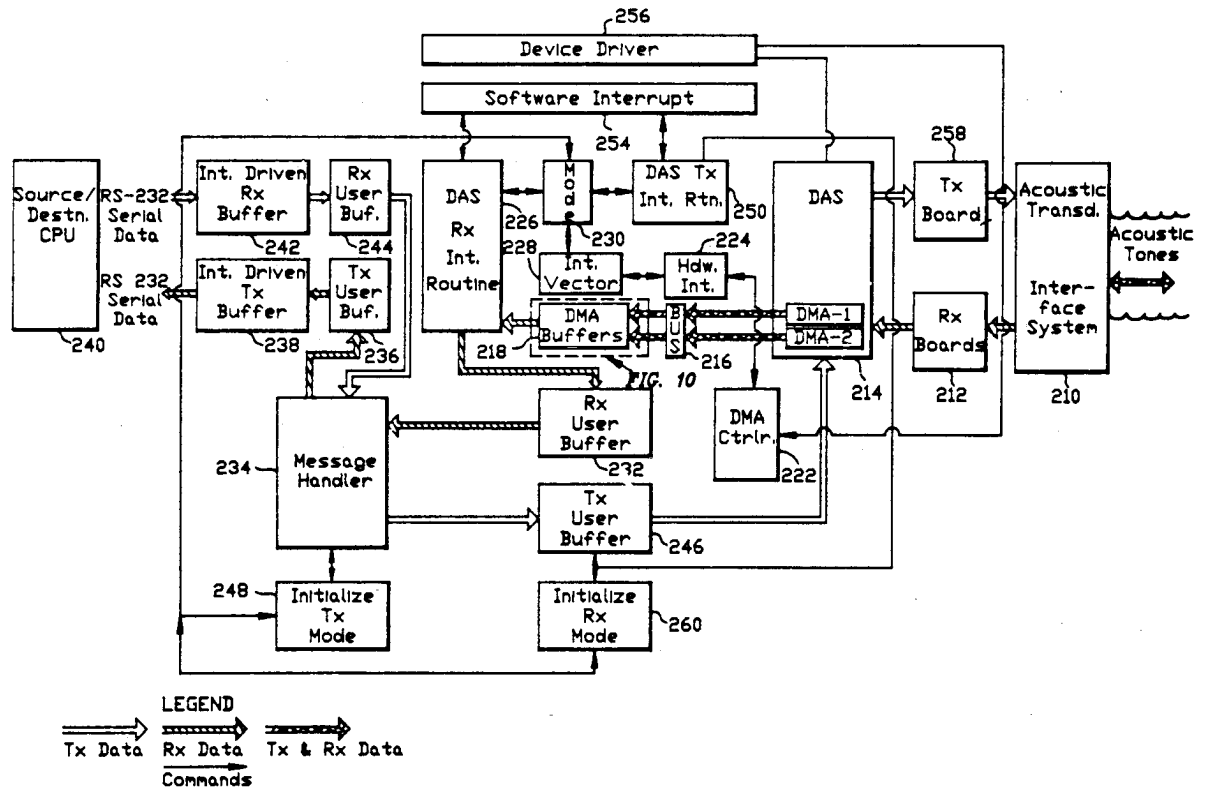 256
Device Driver
Software Interrupt
254
258
Source/
Destn.
CPU
240
RS-232
Serial
Data
RS 232
Serial
Data
Int. Driven
Rx
Buffer
242
Rx
User
Buf.
244
Int. Driven
Tx
Buffer
238
Tx
User
Buf.
236
DAS
Rx
Int.
Routine
226
Mode
230
DAS Tx
Int. Rtn.
250
228
Int.
Vector
224
Hdw.
Int.
DMA
Buffers
218
BUS
216
FIG. 10
DAS
DMA-1
DMA-2
214
Tx
Board
Rx
Boards
212
Acoustic
Transd.
Inter-
face
System
210
Acoustic
Tones
234
Message
Handler
Rx
User
Buffer
232
DMA
Ctrlr.
222
Tx
User
Buffer
246
248
Initialize
Tx
Mode
Initialize
Rx
Mode
260
LEGEND
Tx Data
Rx Data
Tx & Rx Data
Commands